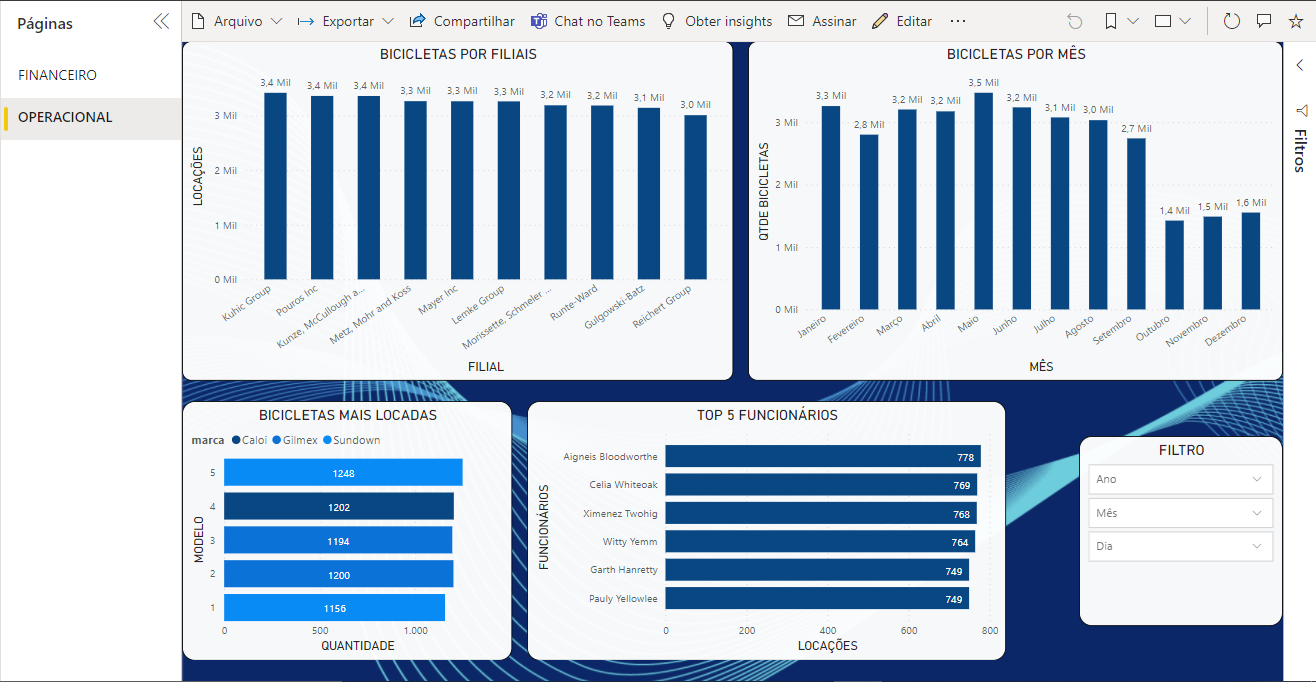 Páginas
FINANCEIRO
OPERACIONAL
Arquivo Exportar Compartilhar Chat no Teams Obter insights Assinar Editar ...
BICICLETAS POR FILIAIS
LOCAÇÕES
3 Mil
2 Mil
1 Mil
0 Mil
3,4 Mil 3,4 Mil 3,4 Mil 3,3 Mil 3,3 Mil 3,3 Mil 3,2 Mil 3,2 Mil 3,1 Mil 3,0 Mil
Kuhic Group
Pouros Inc
Kunze, McCullough a...
Metz, Mohr and Koss
Mayer Inc
Lemke Group
Morissette, Schmeler ...
Runte-Ward
Gulgowski-Batz
Reichert Group
FILIAL
BICICLETAS POR MÊS
QTDE BICICLETAS
3 Mil
2 Mil
1 Mil
0 Mil
3,3 Mil 2,8 Mil 3,2 Mil 3,2 Mil 3,5 Mil 3,2 Mil 3,1 Mil 3,0 Mil 2,7 Mil 1,4 Mil 1,5 Mil 1,6 Mil
Janeiro
Fevereiro
Março
Abril
Maio
Junho
Julho
Agosto
Setembro
Outubro
Novembro
Dezembro
MÊS
Filtros
BICICLETAS MAIS LOCADAS
marca Caloi Gilmex Sundown
MODELO
5 1248
4 1202
3 1194
2 1200
1 1156
0 500 1.000
QUANTIDADE
TOP 5 FUNCIONÁRIOS
FUNCIONÁRIOS
Aigneis Bloodworthe 778
Celia Whiteoak 769
Ximenez Twohig 768
Witty Yemm 764
Garth Hanretty 749
Pauly Yellowlee 749
0 200 400 600 800
LOCAÇÕES
FILTRO
Ano
Mês
Dia